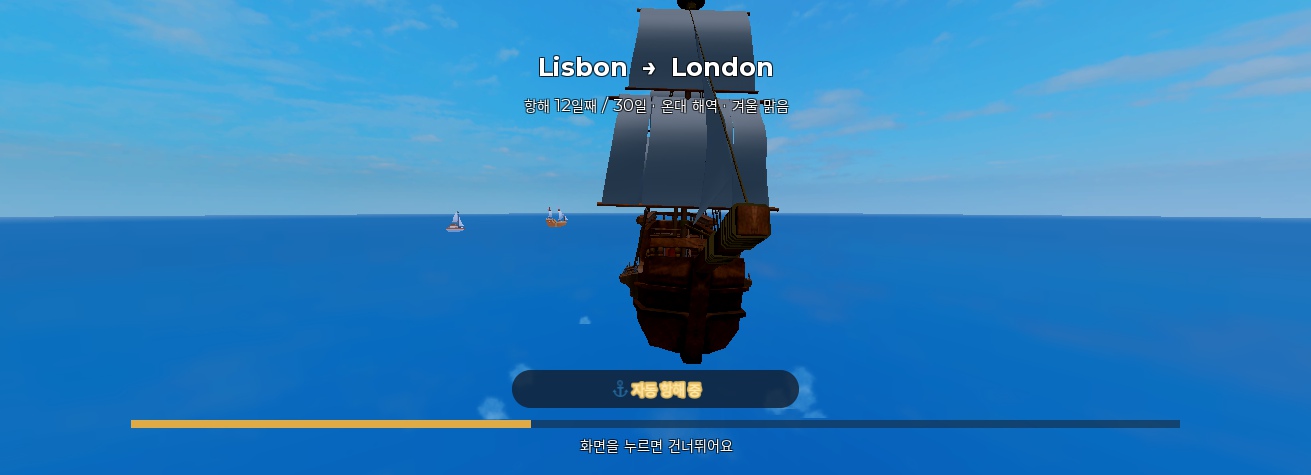 Lisbon → London
항해 12일째 / 30일 · 온대 해역 · 겨울 맑음
⚓ 자동 항해 중
화면을 누르면 건너뛰어요